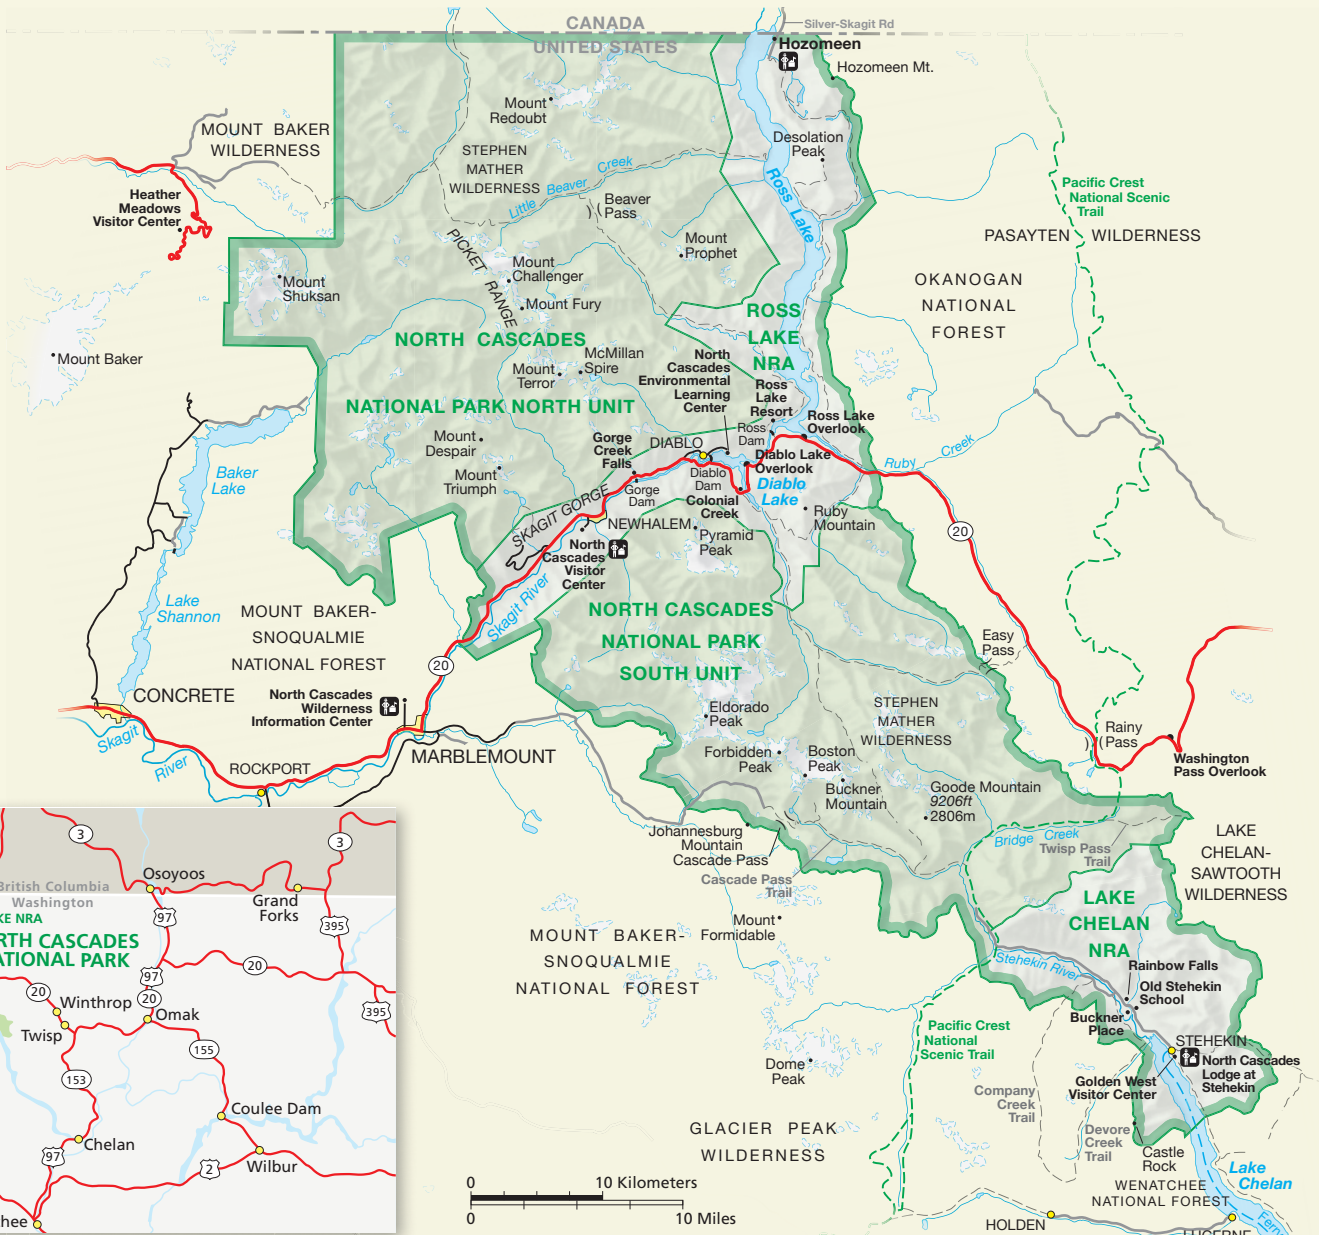 CANADA
UNITED STATES
Silver-Skagit Rd
Hozomeen
Hozomeen Mt.
MOUNT BAKER
WILDERNESS
Heather
Meadows
Visitor Center
Mount
Redoubt
STEPHEN
MATHER
WILDERNESS
Little Beaver Creek
Beaver
Pass
Desolation
Peak
Ross Lake
Pacific Crest
National Scenic
Trail
PASAYTEN WILDERNESS
Mount
Prophet
PICKET RANGE
Mount
Challenger
Mount
Shuksan
Mount Fury
OKANOGAN
NATIONAL
FOREST
ROSS
LAKE
NRA
NORTH CASCADES
NATIONAL PARK NORTH UNIT
Mount Baker
McMillan
Spire
Mount
Terror
North
Cascades
Environmental
Learning
Center
Ross
Lake
Resort
Ross Lake
Overlook
Ross
Dam
Mount
Despair
Gorge
Creek
Falls
DIABLO
Diablo Lake
Overlook
Ruby Creek
Baker
Lake
Mount
Triumph
Gorge
Dam
Diablo
Dam
Diablo
Lake
Colonial
Creek
SKAGIT GORGE
NEWHALEM
Ruby
Mountain
Pyramid
Peak
20
North
Cascades
Visitor
Center
Lake
Shannon
Skagit River
MOUNT BAKER-
SNOQUALMIE
NATIONAL FOREST
NORTH CASCADES
NATIONAL PARK
SOUTH UNIT
Easy
Pass
20
CONCRETE
North Cascades
Wilderness
Information Center
Eldorado
Peak
STEPHEN
MATHER
WILDERNESS
Rainy
Pass
Washington
Pass Overlook
Skagit
River
MARBLEMOUNT
ROCKPORT
Forbidden
Peak
Boston
Peak
Buckner
Mountain
Goode Mountain
9206ft
2806m
Johannesburg
Mountain
Cascade Pass
Cascade Pass
Trail
Bridge Creek
Twisp Pass
Trail
LAKE
CHELAN-
SAWTOOTH
WILDERNESS
LAKE
CHELAN
NRA
Mount
Formidable
MOUNT BAKER-
SNOQUALMIE
NATIONAL FOREST
Stehekin River
Rainbow Falls
Old Stehekin
School
Buckner
Place
Pacific Crest
National
Scenic Trail
STEHEKIN
North Cascades
Lodge at
Stehekin
Golden West
Visitor Center
Dome
Peak
Company
Creek
Trail
Devore
Creek
Trail
Castle
Rock
GLACIER PEAK
WILDERNESS
WENATCHEE
NATIONAL FOREST
Lake
Chelan
Ferry
HOLDEN
LUCERNE
0 10 Kilometers
0 10 Miles
3
3
Osoyoos
British Columbia
Washington
Grand
Forks
97
395
KE NRA
RTH CASCADES
ATIONAL PARK
97
20
20
Winthrop
20
Omak
395
Twisp
155
153
Coulee Dam
Chelan
97
2
Wilbur
hee